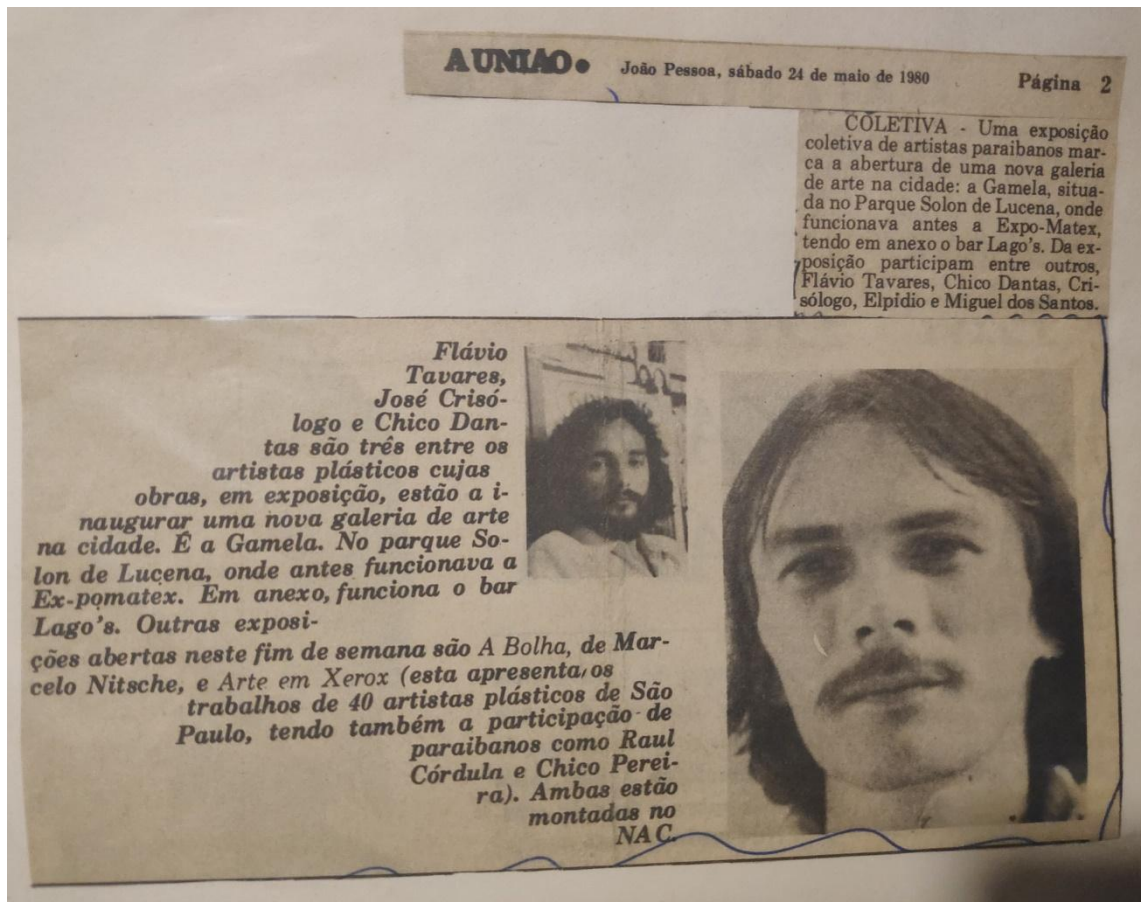 A UNIÃO. João Pessoa, sábado 24 de maio de 1980 Página 2
COLETIVA - Uma exposição
coletiva de artistas paraibanos mar-
ca a abertura de uma nova galeria
de arte na cidade: a Gamela, situa-
da no Parque Solon de Lucena, onde
funcionava antes a Expo-Matex,
tendo em anexo o bar Lago's. Da ex-
posição participam entre outros,
Flávio Tavares, Chico Dantas, Cri-
sólogo, Elpídio e Miguel dos Santos.
Flávio
Tavares,
José Crisó-
logo e Chico Dan-
tas são três entre os
artistas plásticos cujas
obras, em exposição, estão a i-
naugurar uma nova galeria de arte
na cidade. É a Gamela. No parque So-
lon de Lucena, onde antes funcionava a
Ex-pomatex. Em anexo, funciona o bar
Lago's. Outras exposi-
ções abertas neste fim de semana são A Bolha, de Mar-
celo Nitsche, e Arte em Xerox (esta apresenta os
trabalhos de 40 artistas plásticos de São
Paulo, tendo também a participação de
paraibanos como Raul
Córdula e Chico Perei-
ra). Ambas estão
montadas no
NAC.